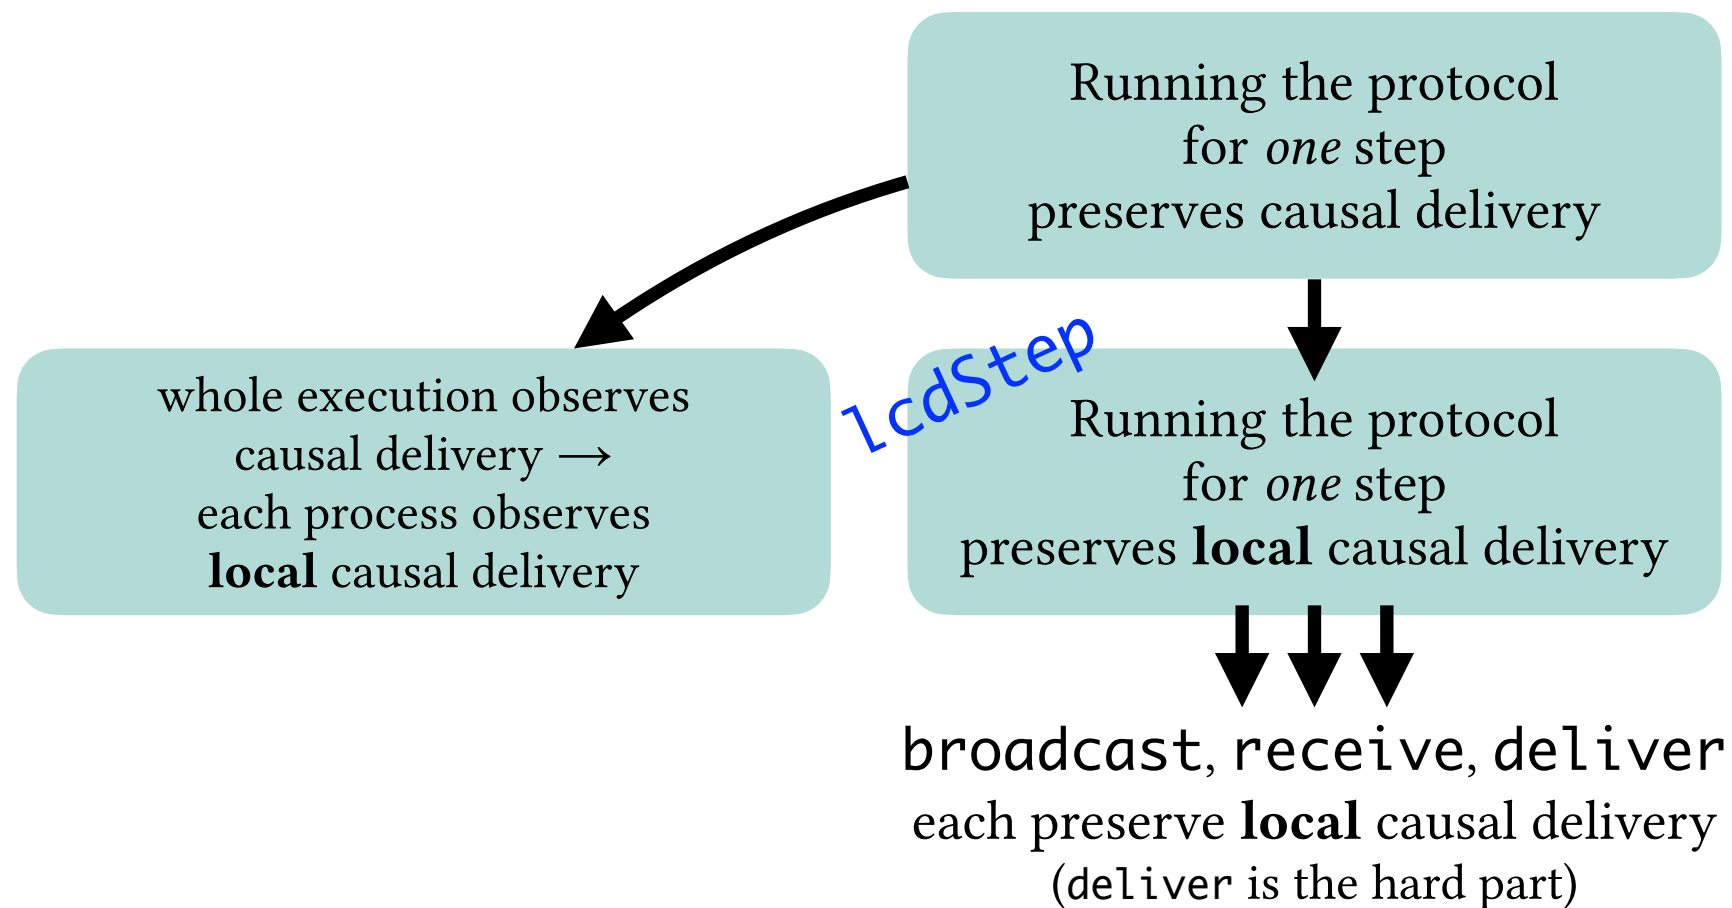 Running the protocol
for one step
preserves causal delivery
whole execution observes
causal delivery →
each process observes
local causal delivery
lcdStep
Running the protocol
for one step
preserves local causal delivery
broadcast, receive, deliver
each preserve local causal delivery
(deliver is the hard part)